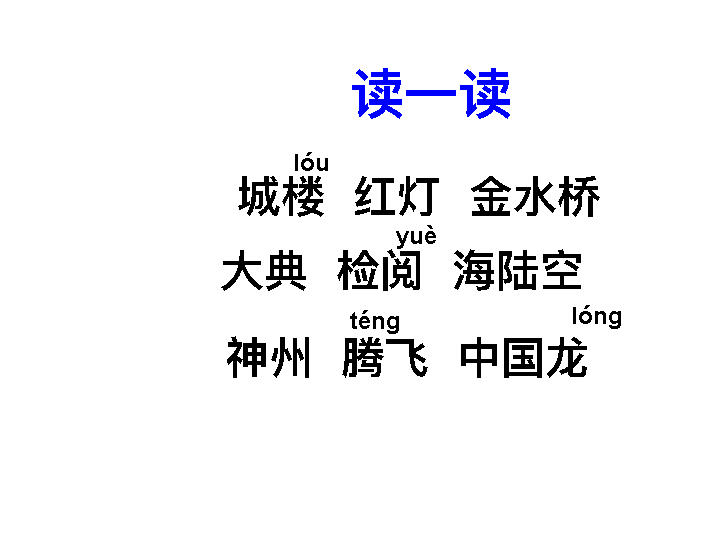 读一读
lóu
城楼 红灯 金水桥
yuè
大典 检阅 海陆空
téng lóng
神州 腾飞 中国龙